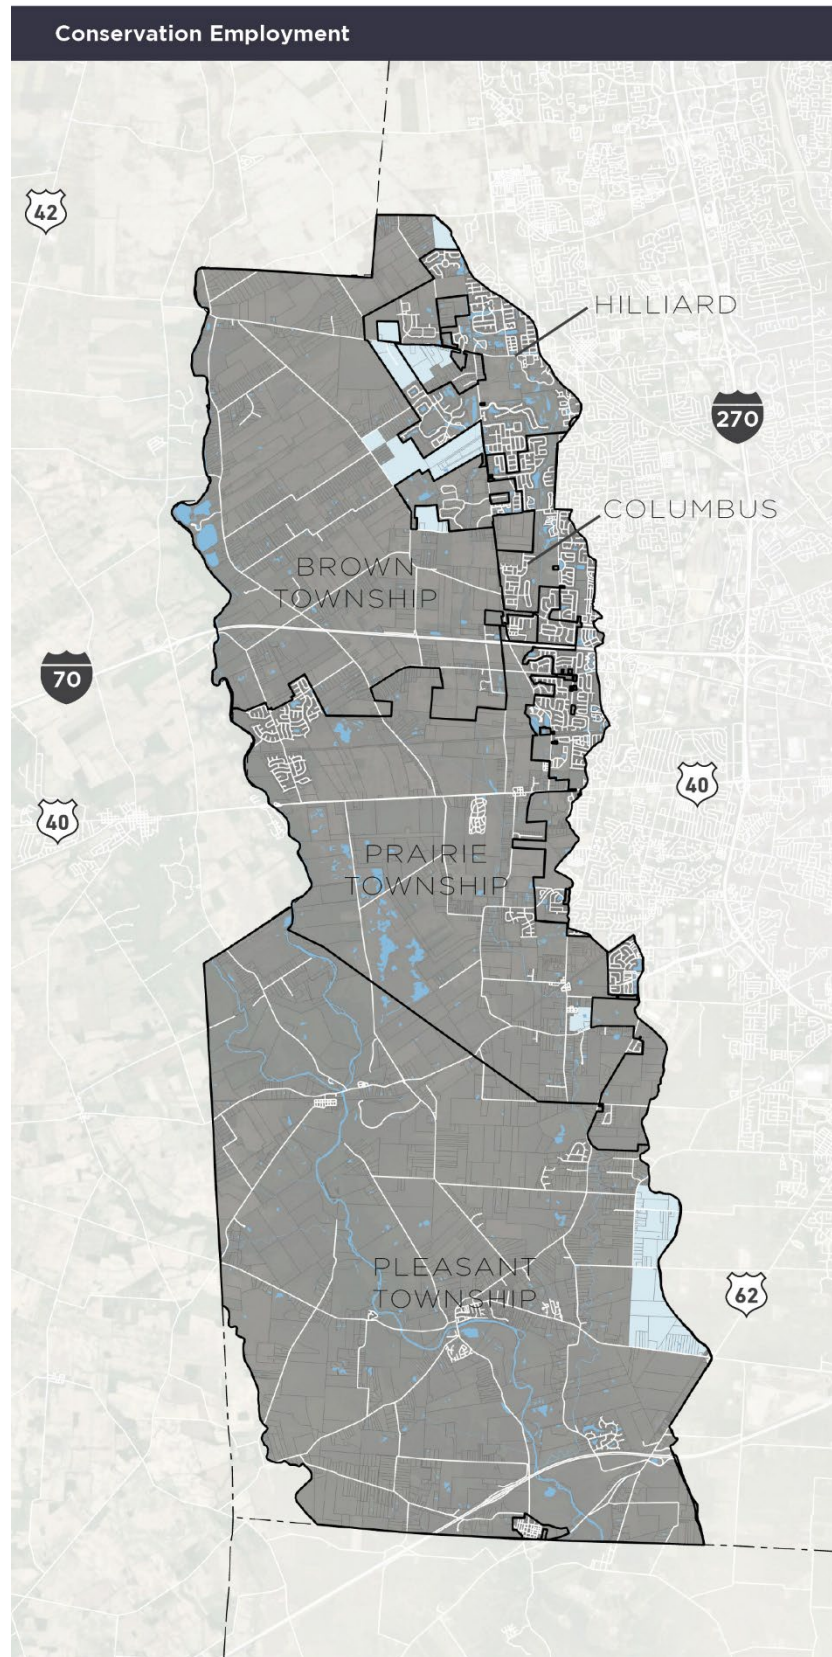 Conservation Employment
42
HILLIARD
270
COLUMBUS
BROWN
TOWNSHIP
70
40
40
PRAIRIE
TOWNSHIP
PLEASANT
TOWNSHIP
62